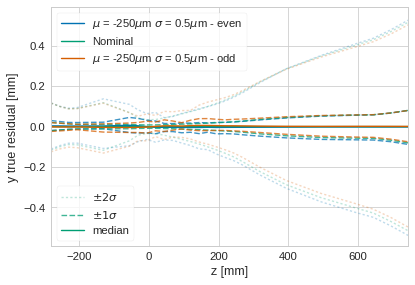 μ = -250μm σ = 0.5μm - even
Nominal
μ = -250μm σ = 0.5μm - odd
±2σ
±1σ
median
y true residual [mm]
0.4
0.2
0.0
−0.2
−0.4
−200 0 200 400 600
z [mm]